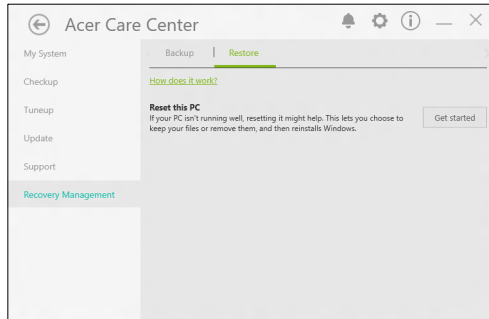 Acer Care Center
My System
Backup
Restore
Checkup
How does it work?
Tuneup
Reset this PC
If your PC isn't running well, resetting it might help. This lets you choose to
keep your files or remove them, and then reinstalls Windows.
Get started
Update
Support
Recovery Management